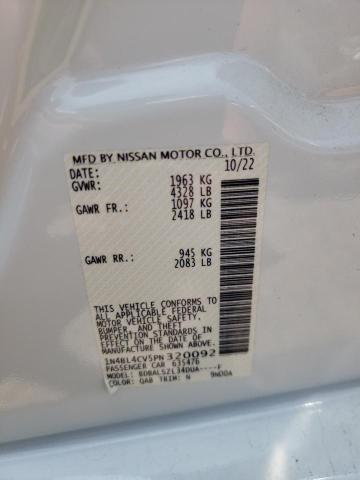 MFD BY NISSAN MOTOR CO., LTD.
DATE: 10/22
GVWR: 1963 KG
4328 LB
GAWR FR.: 1097 KG
2418 LB
GAWR RR.: 945 KG
2083 LB
THIS VEHICLE CONFORMS TO
ALL APPLICABLE FEDERAL
MOTOR VEHICLE SAFETY,
BUMPER, AND THEFT
PREVENTION STANDARDS IN
EFFECT ON THE DATE OF
MANUFACTURE SHOWN ABOVE.
1N4BL4CV5PN320092
PASSENGER CAR 635476
MODEL: BDBALSZL34DUA----F
COLOR: QAB TRIM: N